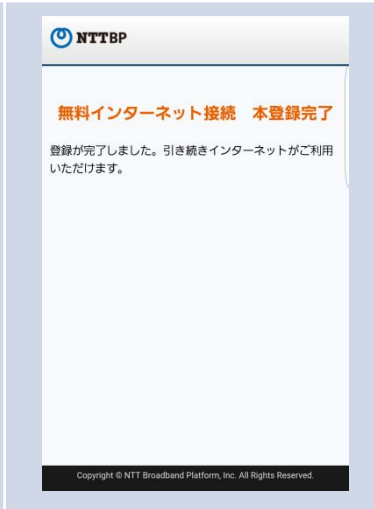 NTTBP
無料インターネット接続　本登録完了
登録が完了しました。引き続きインターネットがご利用
いただけます。
Copyright © NTT Broadband Platform, Inc. All Rights Reserved.